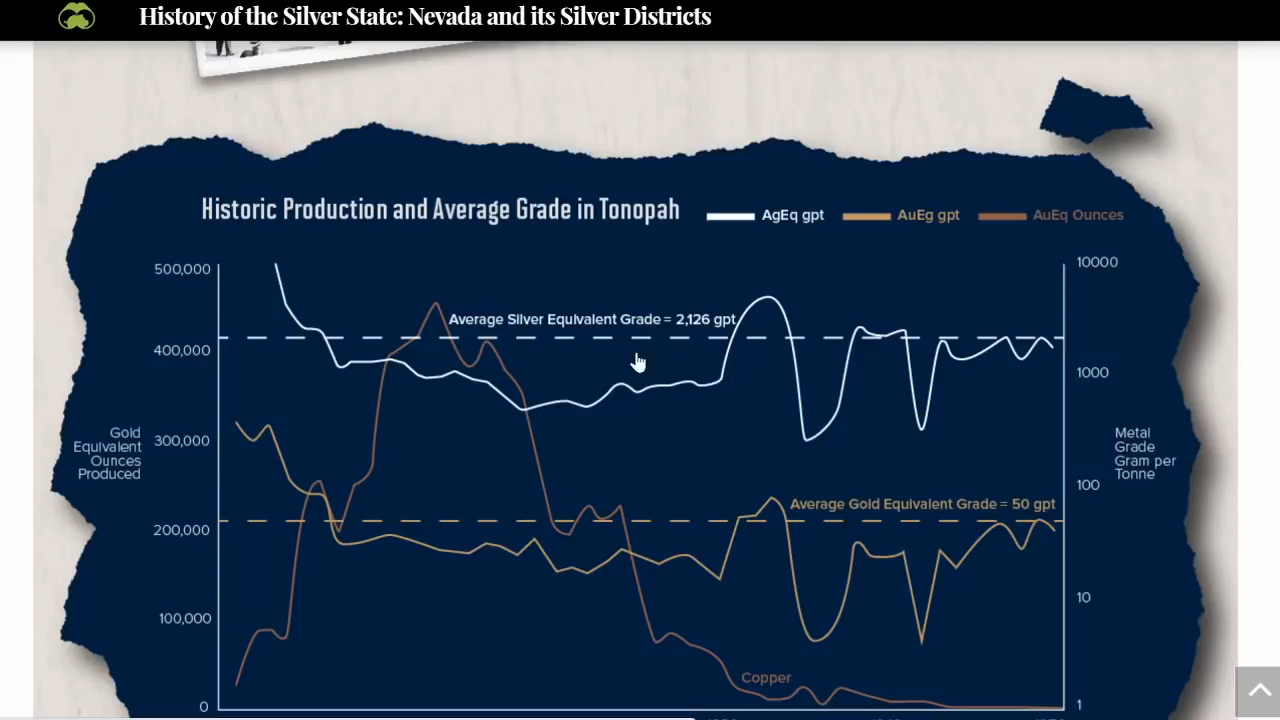 History of the Silver State: Nevada and its Silver Districts
Historic Production and Average Grade in Tonopah
AgEq gpt
AuEg gpt
AuEq Ounces
500,000
400,000
300,000
200,000
100,000
0
Gold
Equivalent
Ounces
Produced
Average Silver Equivalent Grade = 2,126 gpt
Average Gold Equivalent Grade = 50 gpt
Copper
10000
1000
100
10
1
Metal
Grade
Gram per
Tonne